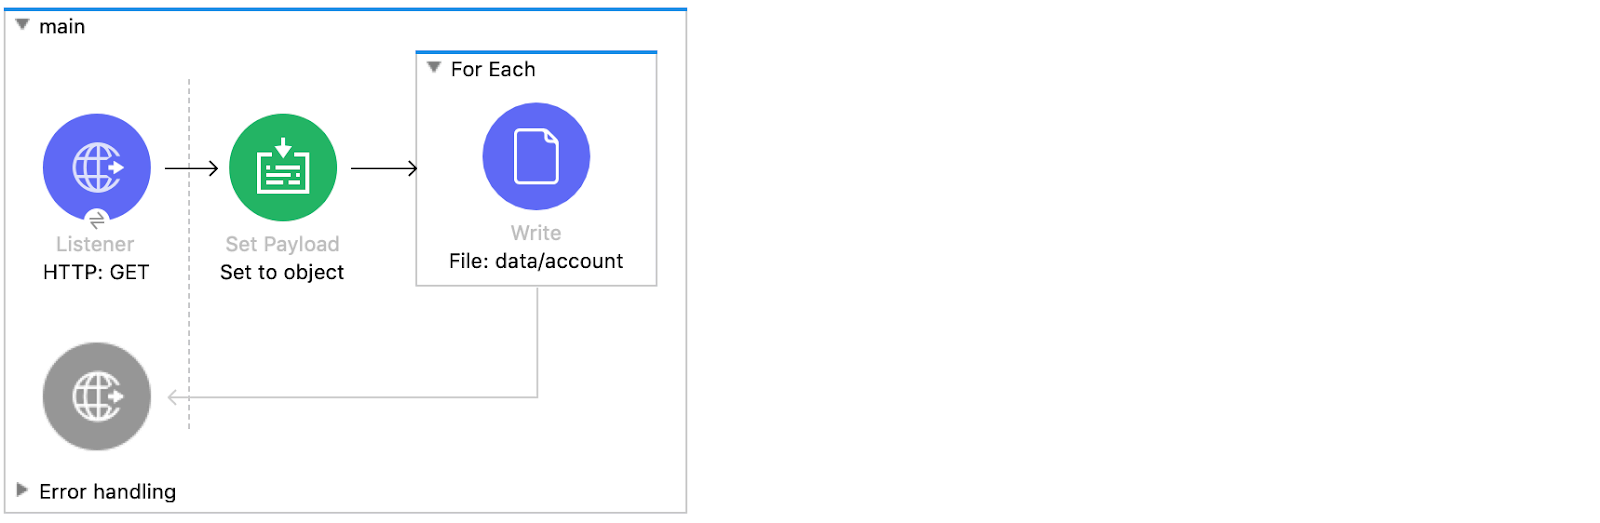 main
For Each
Listener
HTTP: GET
Set Payload
Set to object
Write
File: data/account
Error handling